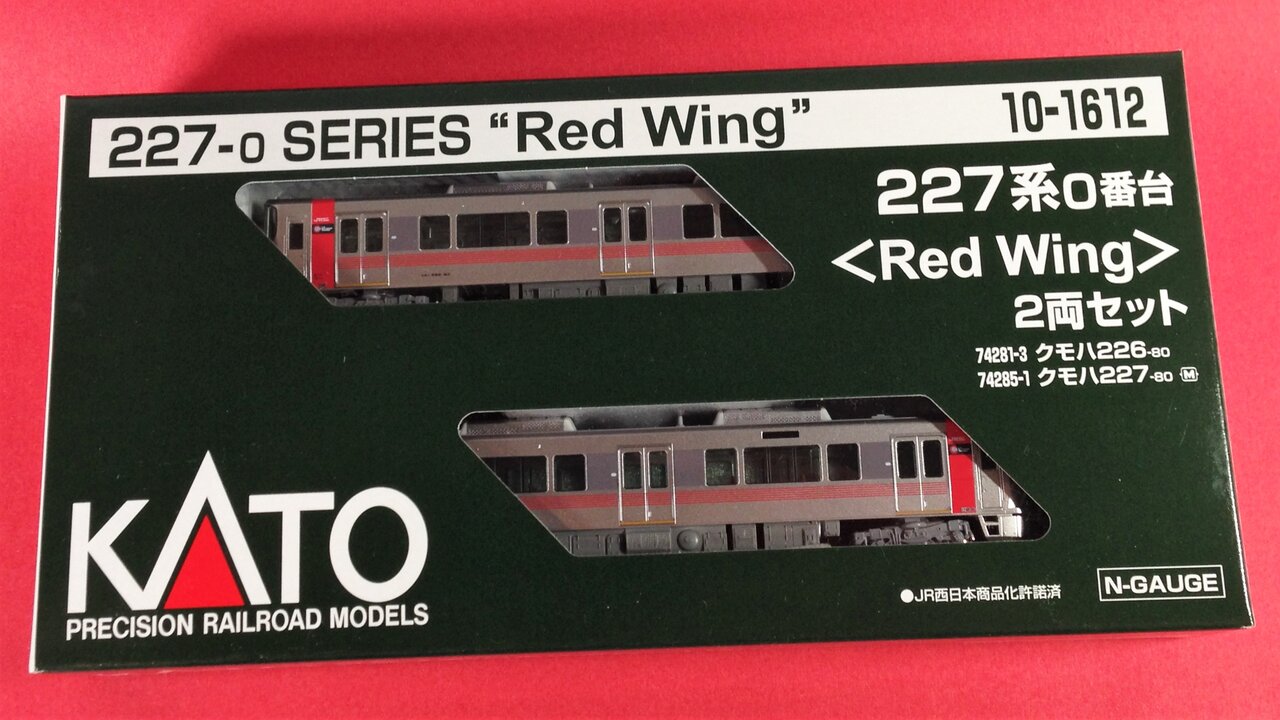 227-0 SERIES “Red Wing”
10-1612
227系0番台
<Red Wing>
2両セット
74281-3 クモハ226-80
74285-1 クモハ227-80 M
KATO
PRECISION RAILROAD MODELS
●JR西日本商品化許諾済
N-GAUGE